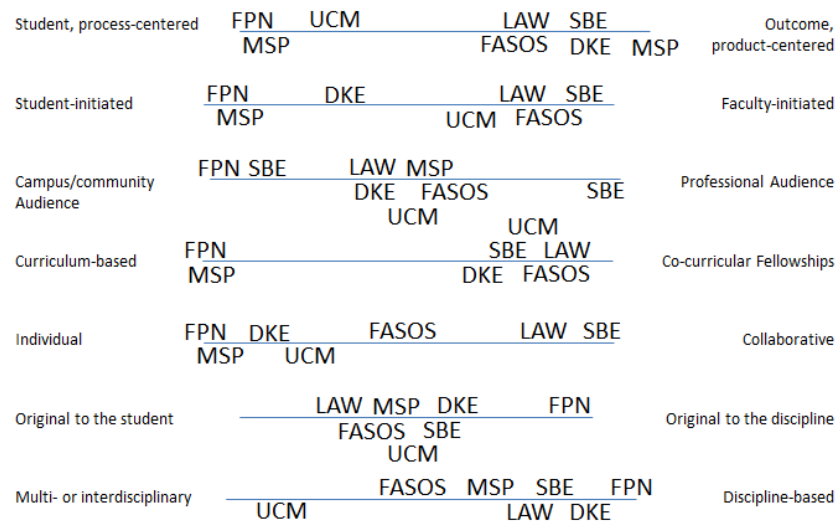 Student, process-centered FPN UCM LAW SBE Outcome,
MSP FASOS DKE MSP product-centered
FPN DKE LAW SBE
Student-initiated Faculty-initiated
MSP UCM FASOS
FPN SBE LAW MSP
Campus/community Professional Audience
Audience DKE FASOS SBE
UCM UCM
FPN SBE LAW
Curriculum-based Co-curricular Fellowships
MSP DKE FASOS
FPN DKE FASOS LAW SBE
Individual Collaborative
MSP UCM
LAW MSP DKE FPN
Original to the student Original to the discipline
FASOS SBE
UCM
FASOS MSP SBE FPN
Multi- or interdisciplinary Discipline-based
UCM LAW DKE